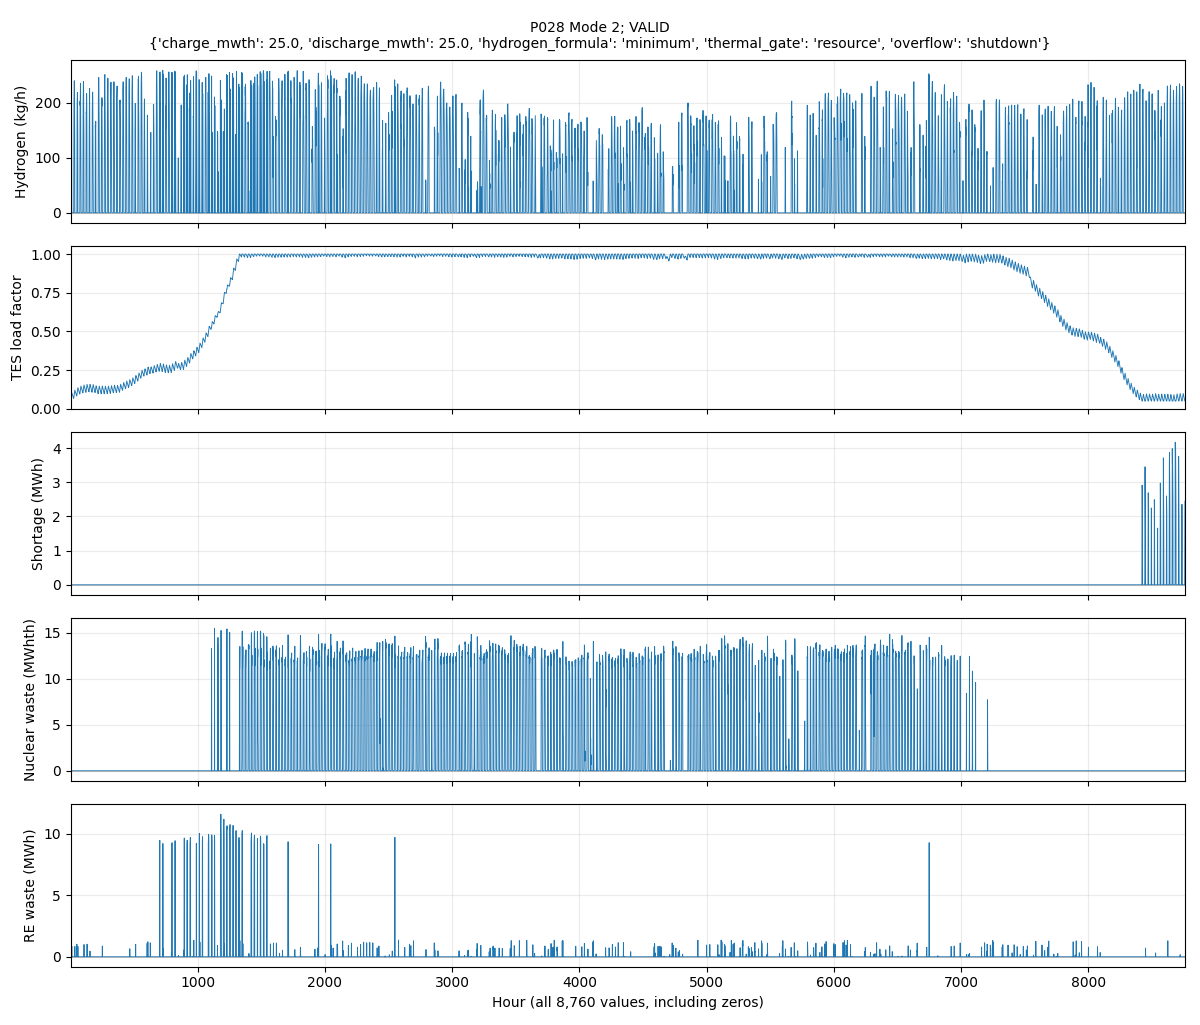 P028 Mode 2; VALID
{'charge_mwth': 25.0, 'discharge_mwth': 25.0, 'hydrogen_formula': 'minimum', 'thermal_gate': 'resource', 'overflow': 'shutdown'}
Hydrogen (kg/h)
200
100
0
TES load factor
1.00
0.75
0.50
0.25
0.00
Shortage (MWh)
4
3
2
1
0
Nuclear waste (MWhth)
15
10
5
0
RE waste (MWh)
10
5
0
1000 2000 3000 4000 5000 6000 7000 8000
Hour (all 8,760 values, including zeros)